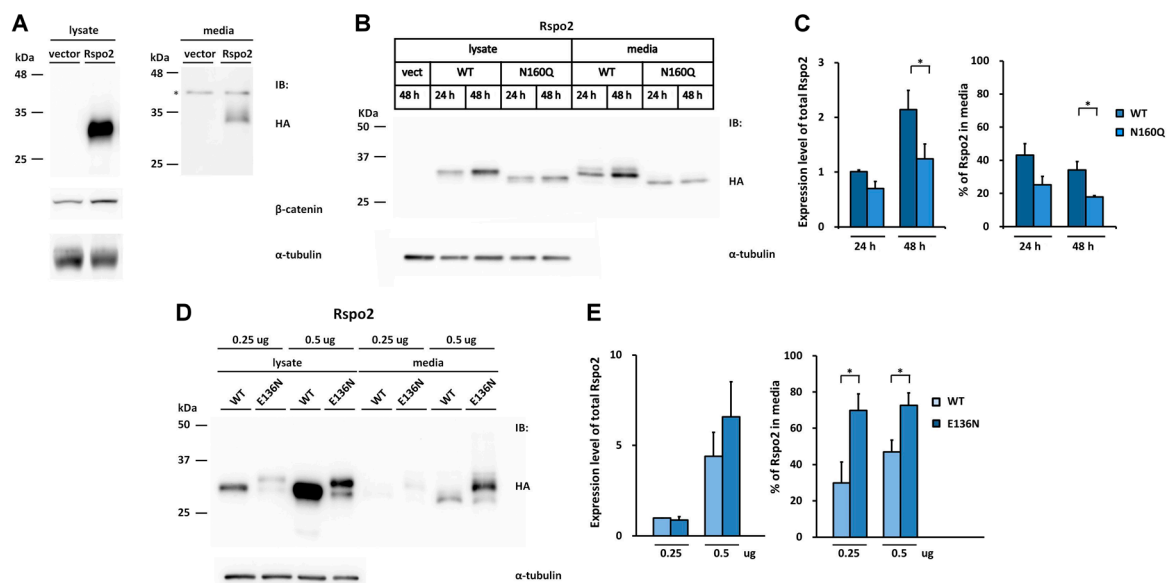 A
lysate
media
kDa
vector Rspo2
kDa
vector Rspo2
48
48
IB:
*
35
35
HA
25
25
β-catenin
α-tubulin
B
Rspo2
lysate media
vect WT N160Q WT N160Q
48 h 24 h 48 h 24 h 48 h 24 h 48 h 24 h 48 h
KDa
50
IB:
37
HA
25
α-tubulin
C
Expression level of total Rspo2
3
2
1
0
*
24 h 48 h
% of Rspo2 in media
100
80
60
40
20
0
*
24 h 48 h
WT
N160Q
D
Rspo2
0.25 ug 0.5 ug 0.25 ug 0.5 ug
lysate media
WT E136N WT E136N WT E136N WT E136N
kDa
50
IB:
37
HA
25
α-tubulin
E
Expression level of total Rspo2
10
5
0
0.25 0.5 ug
% of Rspo2 in media
100
80
60
40
20
0
* *
0.25 0.5 ug
WT
E136N